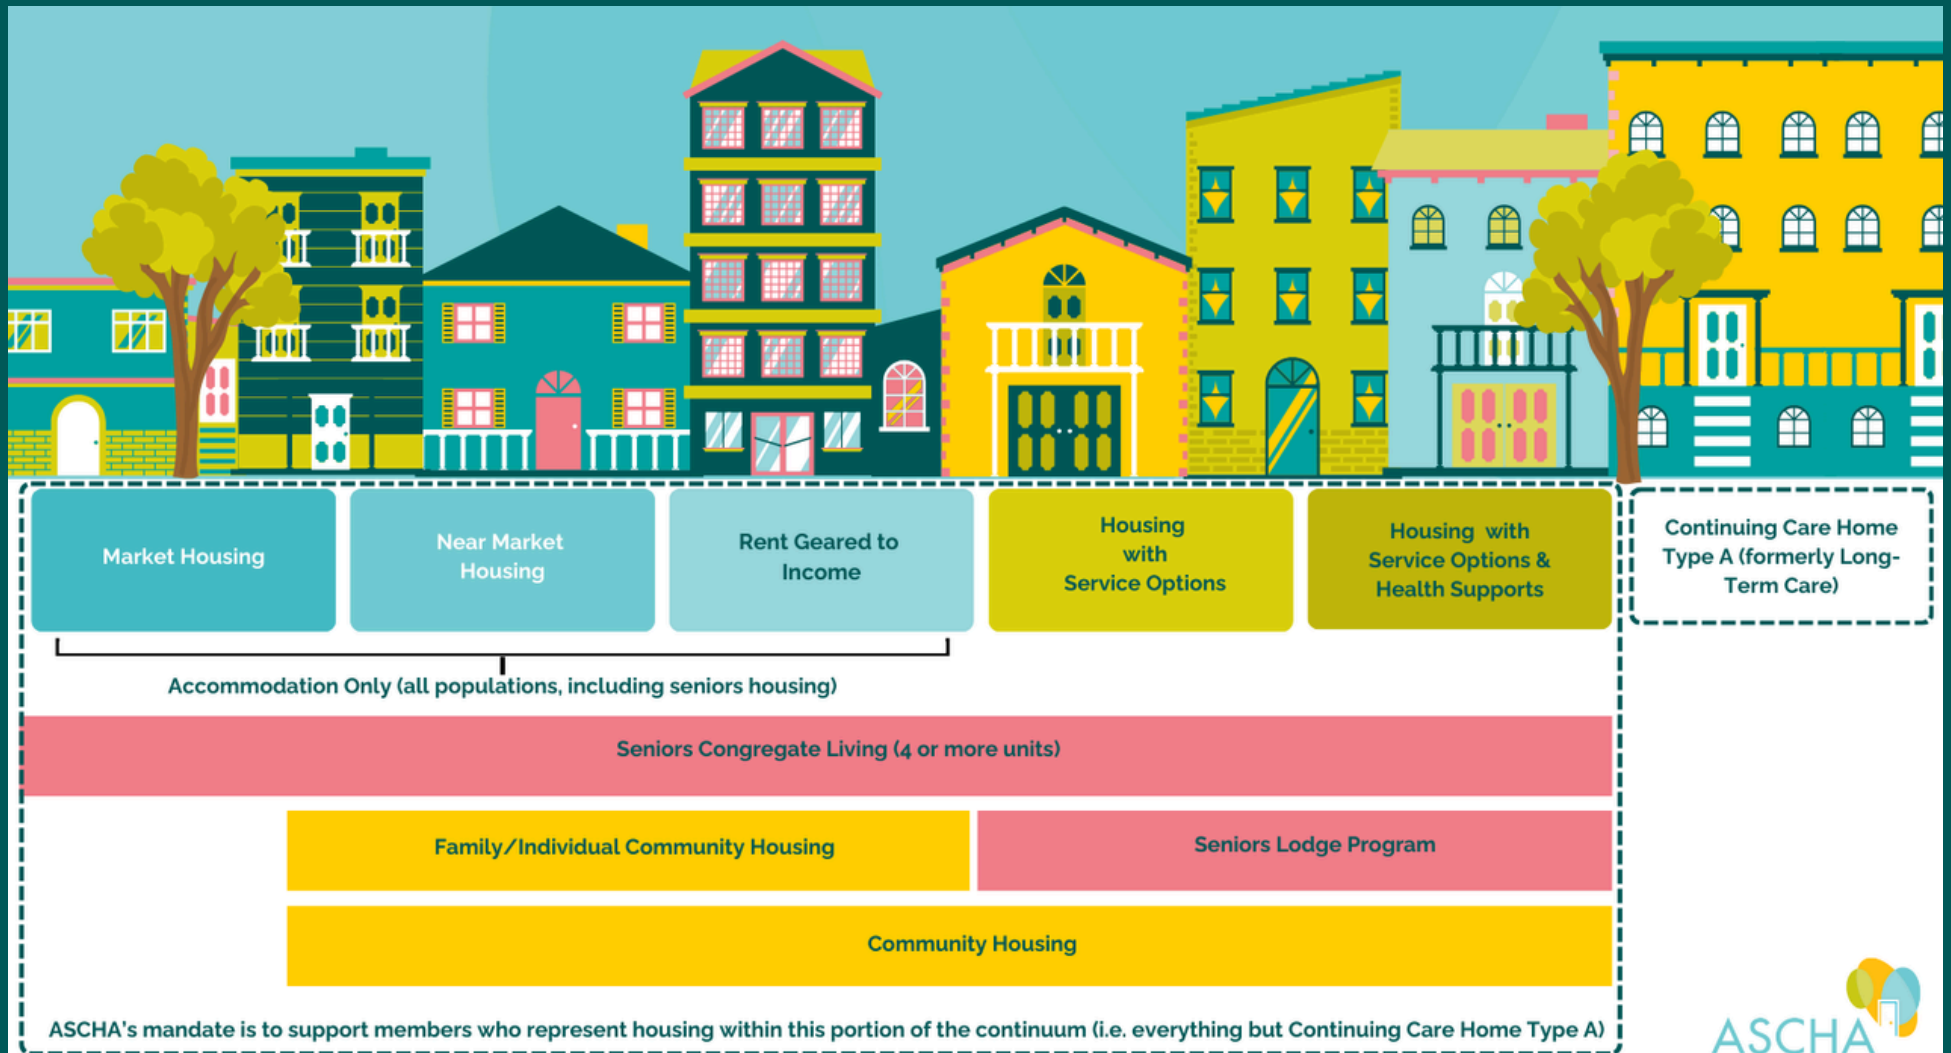 Market Housing
Near Market
Housing
Rent Geared to
Income
Housing
with
Service Options
Housing with
Service Options &
Health Supports
Continuing Care Home
Type A (formerly Long-
Term Care)
Accommodation Only (all populations, including seniors housing)
Seniors Congregate Living (4 or more units)
Family/Individual Community Housing
Seniors Lodge Program
Community Housing
ASCHA's mandate is to support members who represent housing within this portion of the continuum (i.e. everything but Continuing Care Home Type A)
ASCHA